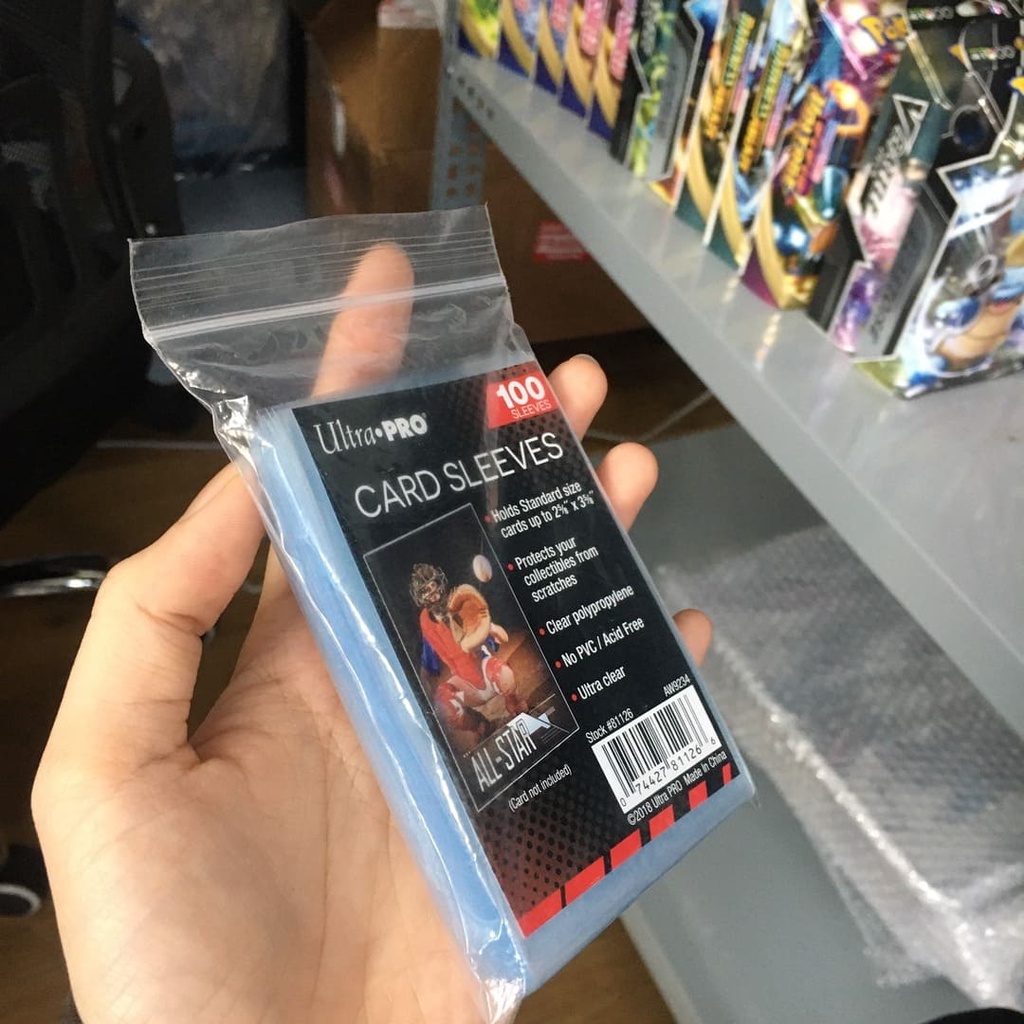 100
SLEEVES
Ultra•PRO®
CARD SLEEVES
• Holds Standard size
cards up to 2⅝" x 3⅝"
• Protects your
collectibles from
scratches
• Clear polypropylene
• No PVC / Acid Free
• Ultra clear
ALL-STAR
(Card not included)
Stock #81126
AW9234
0 74427 81126 6
©2018 Ultra PRO Made in China